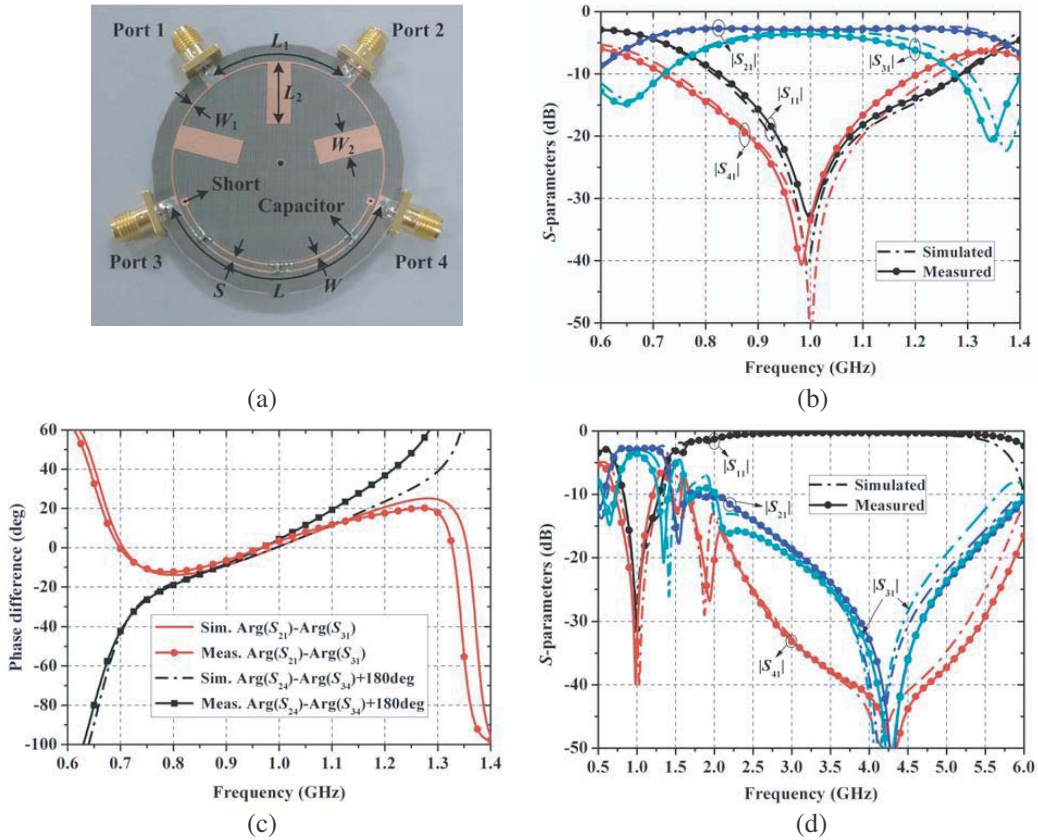 Port 1
Port 2
L1
L2
W1
W2
Short
Capacitor
Port 3
Port 4
S
L
W
(a)
0
-10
-20
-30
-40
-50
S-parameters (dB)
|S21|
|S31|
|S11|
|S41|
Simulated
Measured
0.6 0.7 0.8 0.9 1.0 1.1 1.2 1.3 1.4
Frequency (GHz)
(b)
60
40
20
0
-20
-40
-60
-80
-100
Phase difference (deg)
Sim. Arg(S21)-Arg(S31)
Meas. Arg(S21)-Arg(S31)
Sim. Arg(S24)-Arg(S34)+180deg
Meas. Arg(S24)-Arg(S34)+180deg
0.6 0.7 0.8 0.9 1.0 1.1 1.2 1.3 1.4
Frequency (GHz)
(c)
0
-10
-20
-30
-40
-50
S-parameters (dB)
|S11|
Simulated
Measured
|S21|
|S31|
|S41|
0.5 1.0 1.5 2.0 2.5 3.0 3.5 4.0 4.5 5.0 5.5 6.0
Frequency (GHz)
(d)